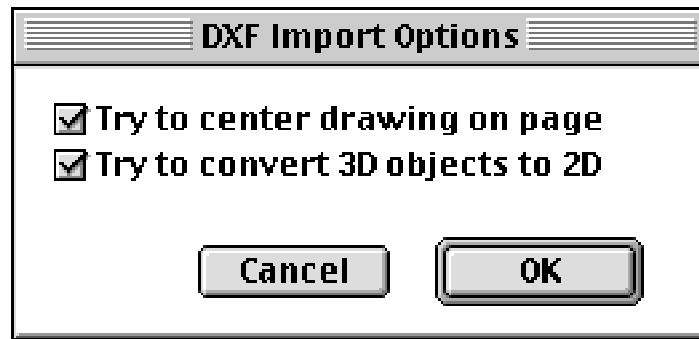 DXF Import Options
Try to center drawing on page
Try to convert 3D objects to 2D
Cancel OK